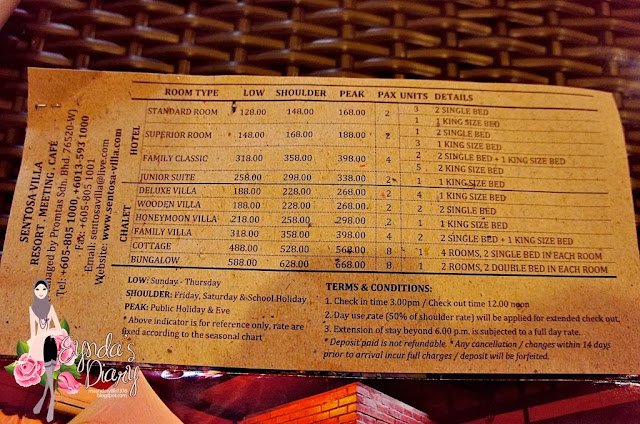 SENTOSA VILLA
RESORT, MEETING, CAFÉ
Managed by Permtas Sdn. Bhd. 76520-W)
Tel: +605-805 1000, +6013-593 1000
Fax: +605-805 1001
Email: sentosavilla@live.com
Website: www.sentosa-villa.com
ROOM TYPE LOW SHOULDER PEAK PAX UNITS DETAILS
HOTEL
STANDARD ROOM 128.00 148.00 168.00 2 3 2 SINGLE BED
1 1 KING SIZE BED
SUPERIOR ROOM 148.00 168.00 188.00 2 1 2 SINGLE BED
3 1 KING SIZE BED
FAMILY CLASSIC 318.00 358.00 398.00 4 2 2 SINGLE BED + 1 KING SIZE BED
5 2 KING SIZE BED
JUNIOR SUITE 258.00 298.00 338.00 2 1 1 KING SIZE BED
CHALET
DELUXE VILLA 188.00 228.00 268.00 2 4 1 KING SIZE BED
WOODEN VILLA 188.00 228.00 268.00 2 2 2 SINGLE BED
HONEYMOON VILLA 218.00 258.00 298.00 2 1 1 KING SIZE BED
FAMILY VILLA 318.00 358.00 398.00 4 2 2 SINGLE BED + 1 KING SIZE BED
COTTAGE 488.00 528.00 568.00 8 1 4 ROOMS, 2 SINGLE BED IN EACH ROOM
BUNGALOW 588.00 628.00 668.00 8 1 2 ROOMS, 2 DOUBLE BED IN EACH ROOM
LOW: Sunday - Thursday
SHOULDER: Friday, Saturday & School Holiday
PEAK: Public Holiday & Eve
* Above indicator is for reference only, rate are
fixed according to the seasonal chart
TERMS & CONDITIONS:
1. Check in time 3.00pm / Check out time 12.00 noon
2. Day use rate (50% of shoulder rate) will be applied for extended check out,
3. Extension of stay beyond 6.00 p.m. is subjected to a full day rate.
* Deposit paid is not refundable. * Any cancellation / changes within 14 days
prior to arrival incur full charges / deposit will be forfeited.
Eynda's
Diary